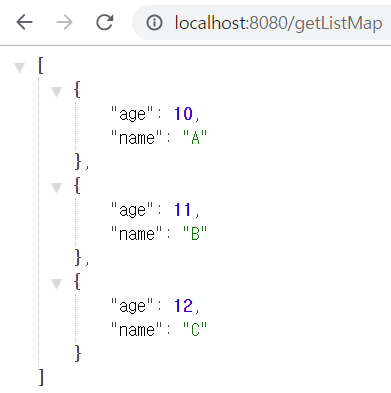 localhost:8080/getListMap
[
{
"age": 10,
"name": "A"
},
{
"age": 11,
"name": "B"
},
{
"age": 12,
"name": "C"
}
]